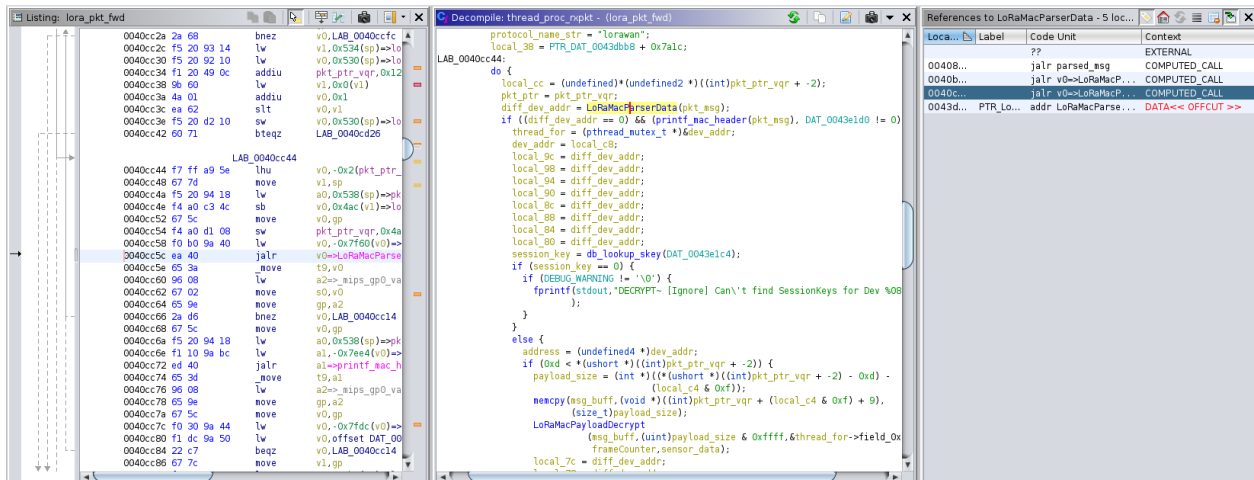 Listing: lora_pkt_fwd
0040cc2a 2a 68 bnez v0,LAB_0040ccfc
0040cc2c f5 20 93 14 lw v1,0x534(sp)=>lo
0040cc30 f5 20 92 10 lw v0,0x530(sp)=>lo
0040cc34 f1 20 49 0c addiu pkt_ptr_vqr,0x12
0040cc38 9b 60 lw v1,0x0(v1)
0040cc3a 4a 01 addiu v0,0x1
0040cc3c ea 62 slt v0,v1
0040cc3e f5 20 d2 10 sw v0,0x530(sp)=>lo
0040cc42 60 71 bteqz LAB_0040cd26
LAB_0040cc44
0040cc44 f7 ff a9 5e lhu v0,-0x2(pkt_ptr_
0040cc48 67 7d move v1,sp
0040cc4a f5 20 94 18 lw a0,0x538(sp)=>pk
0040cc4e f4 a0 c3 4c sb v0,0x4ac(v1)=>lo
0040cc52 67 5c move v0,gp
0040cc54 f4 a0 d1 08 sw pkt_ptr_vqr,0x4a
0040cc58 f0 b0 9a 40 lw v0,-0x7f60(v0)=>
0040cc5c ea 40 jalr v0=>LoRaMacParse
0040cc5e 65 3a _move t9,v0
0040cc60 96 08 lw a2=>_mips_gp0_va
0040cc62 67 02 move s0,v0
0040cc64 65 9e move gp,a2
0040cc66 2a d6 bnez v0,LAB_0040cc14
0040cc68 67 5c move v0,gp
0040cc6a f5 20 94 18 lw a0,0x538(sp)=>pk
0040cc6e f1 10 9a bc lw a1,-0x7ee4(v0)=>
0040cc72 ed 40 jalr a1=>printf_mac_h
0040cc74 65 3d _move t9,a1
0040cc76 96 08 lw a2=>_mips_gp0_va
0040cc78 65 9e move gp,a2
0040cc7a 67 5c move v0,gp
0040cc7c f0 30 9a 44 lw v0,-0x7fdc(v0)=>
0040cc80 f1 dc 9a 50 lw v0,offset DAT_00
0040cc84 22 c7 beqz v0,LAB_0040cc14
0040cc86 67 7c move v1,gp
Decompile: thread_proc_rxpkt - (lora_pkt_fwd)
protocol_name_str = "lorawan";
local_38 = PTR_DAT_0043dbb8 + 0x7a1c;
LAB_0040cc44:
do {
local_cc = (undefined)*(undefined2 *)((int)pkt_ptr_vqr + -2);
pkt_ptr = pkt_ptr_vqr;
diff_dev_addr = LoRaMacParserData(pkt_msg);
if ((diff_dev_addr == 0) && (printf_mac_header(pkt_msg), DAT_0043e1d0 != 0)
thread_for = (pthread_mutex_t *)&dev_addr;
dev_addr = local_c8;
local_9c = diff_dev_addr;
local_98 = diff_dev_addr;
local_94 = diff_dev_addr;
local_90 = diff_dev_addr;
local_8c = diff_dev_addr;
local_88 = diff_dev_addr;
local_84 = diff_dev_addr;
local_80 = diff_dev_addr;
session_key = db_lookup_skey(DAT_0043e1c4);
if (session_key == 0) {
if (DEBUG_WARNING != '\0') {
fprintf(stdout,"DECRYPT~ [Ignore] Can\'t find SessionKeys for Dev %08
);
}
}
else {
address = (undefined4 *)dev_addr;
if (0xd < *(ushort *)((int)pkt_ptr_vqr + -2)) {
payload_size = (int *)((*(ushort *)((int)pkt_ptr_vqr + -2) - 0xd) -
(local_c4 & 0xf));
memcpy(msg_buff,(void *)((int)pkt_ptr_vqr + (local_c4 & 0xf) + 9),
(size_t)payload_size);
LoRaMacPayloadDecrypt
(msg_buff,(uint)payload_size & 0xffff,&thread_for->field_0x
frameCounter,sensor_data);
local_7c = diff_dev_addr;
References to LoRaMacParserData - 5 loc...
Loca... Label Code Unit Context
?? EXTERNAL
00408... jalr parsed_msg COMPUTED_CALL
0040b... jalr v0=>LoRaMacP... COMPUTED_CALL
0040c... jalr v0=>LoRaMacP... COMPUTED_CALL
0043d... PTR_Lo... addr LoRaMacParse... DATA<< OFFCUT >>